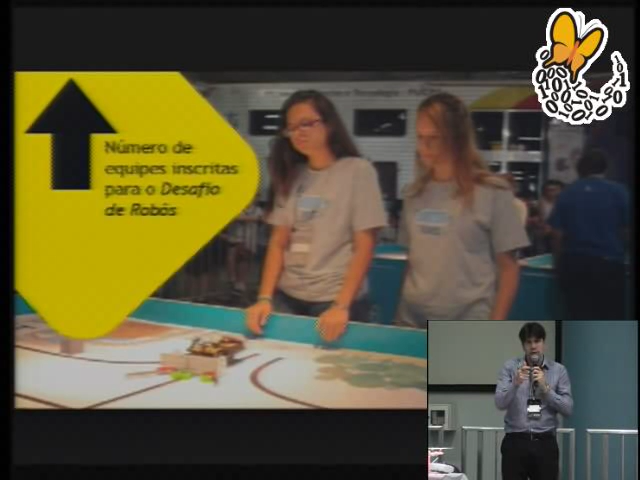 Número de
equipes inscritas
para o Desafio
de Robôs